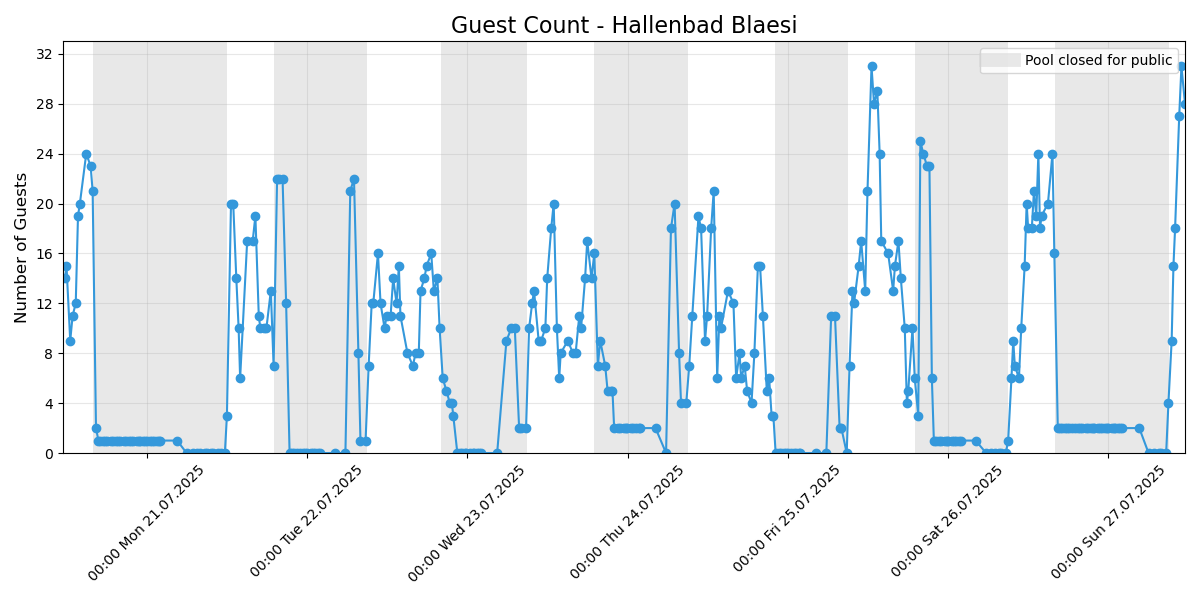 Guest Count - Hallenbad Blaesi
Pool closed for public
Number of Guests
32
28
24
20
16
12
8
4
0
00:00 Mon 21.07.2025
00:00 Tue 22.07.2025
00:00 Wed 23.07.2025
00:00 Thu 24.07.2025
00:00 Fri 25.07.2025
00:00 Sat 26.07.2025
00:00 Sun 27.07.2025